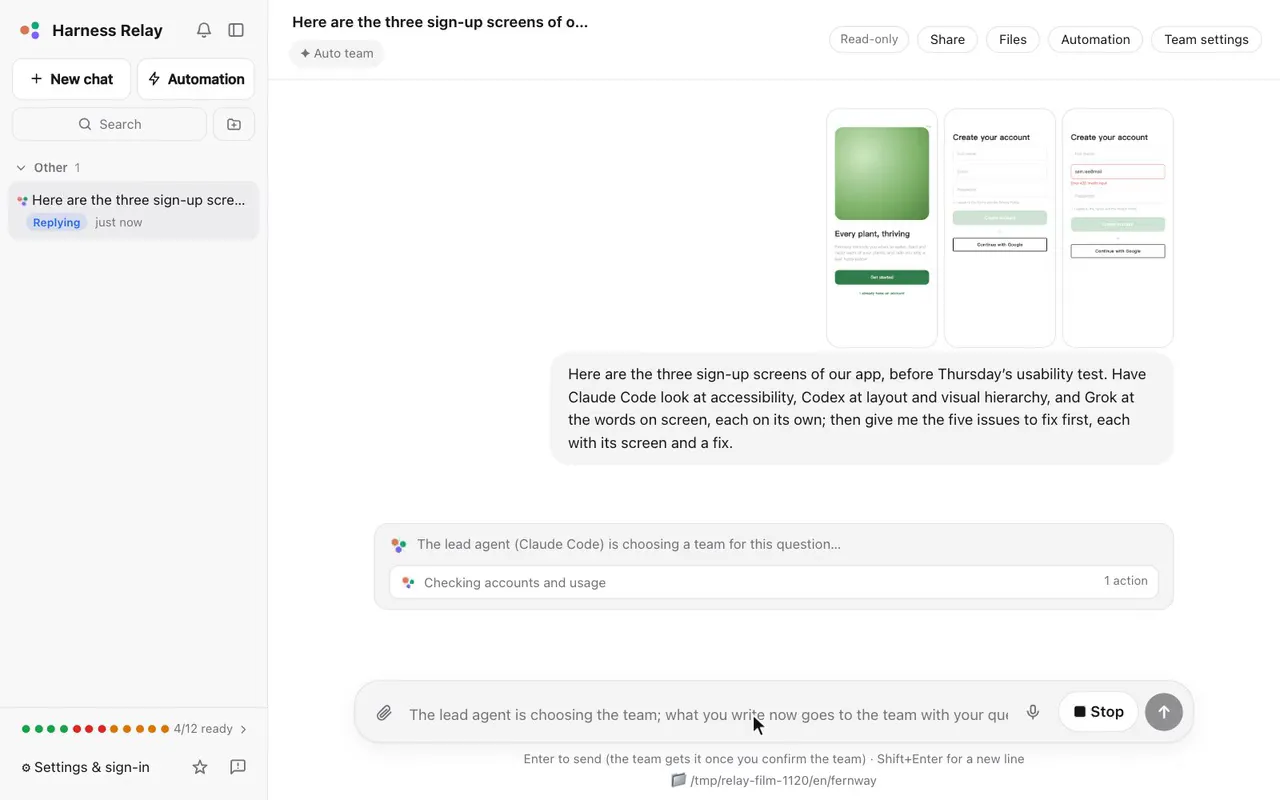 Harness Relay
New chat
Automation
Search
Other 1
Here are the three sign-up scre...
Replying just now
4/12 ready
Settings & sign-in
Here are the three sign-up screens of o...
Auto team
Read-only
Share
Files
Automation
Team settings
Every plant, thriving
Get started
I already have an account
Create your account
Continue with Google
Create your account
Continue with Google
Here are the three sign-up screens of our app, before Thursday’s usability test. Have
Claude Code look at accessibility, Codex at layout and visual hierarchy, and Grok at
the words on screen, each on its own; then give me the five issues to fix first, each
with its screen and a fix.
The lead agent (Claude Code) is choosing a team for this question...
Checking accounts and usage
1 action
The lead agent is choosing the team; what you write now goes to the team with your que
Stop
Enter to send (the team gets it once you confirm the team) · Shift+Enter for a new line
/tmp/relay-film-1120/en/fernway